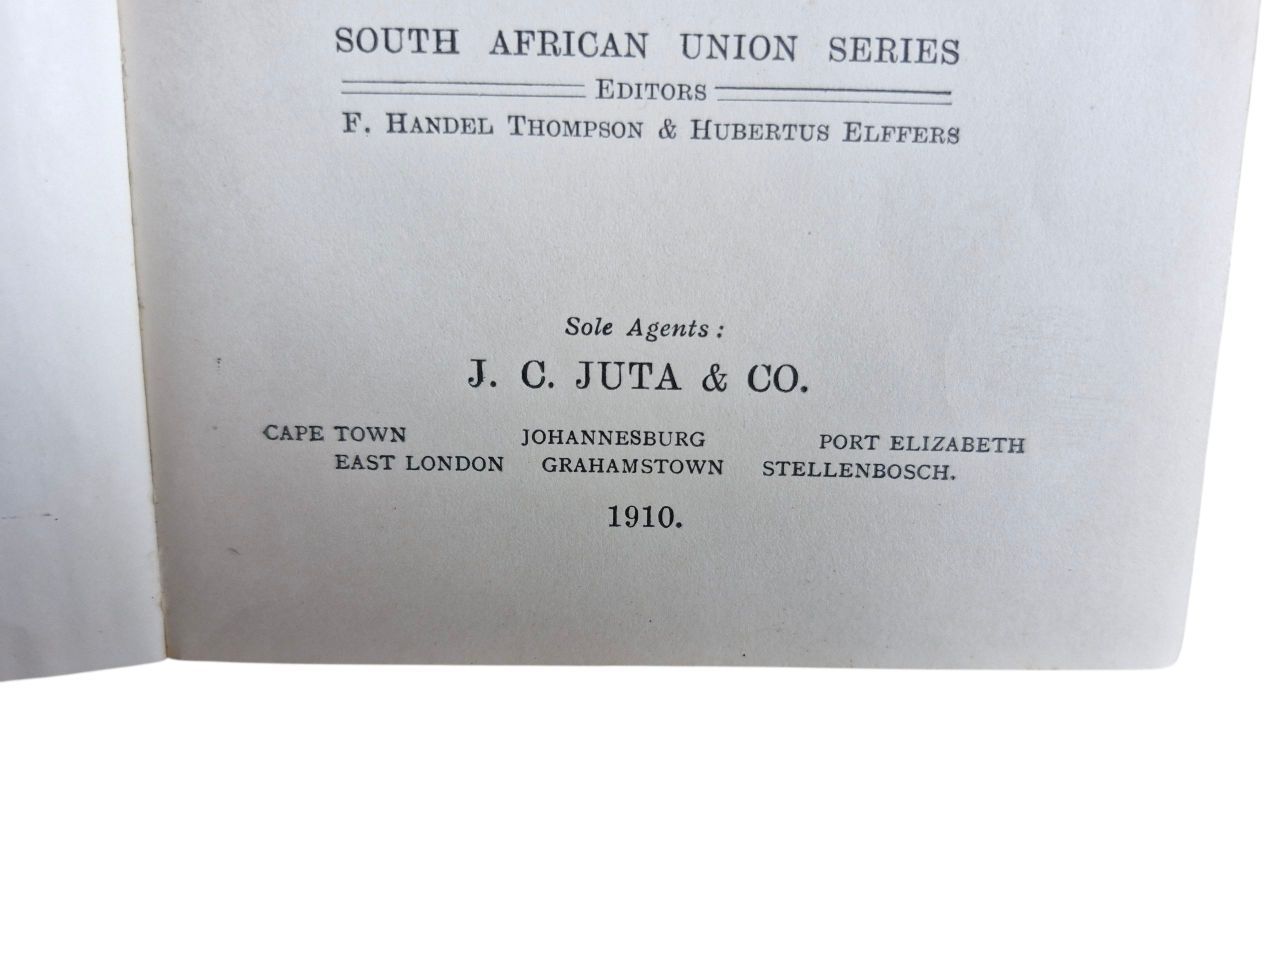 SOUTH AFRICAN UNION SERIES
EDITORS
F. HANDEL THOMPSON & HUBERTUS ELFFERS
Sole Agents:
J. C. JUTA & CO.
CAPE TOWN JOHANNESBURG PORT ELIZABETH
EAST LONDON GRAHAMSTOWN STELLENBOSCH.
1910.